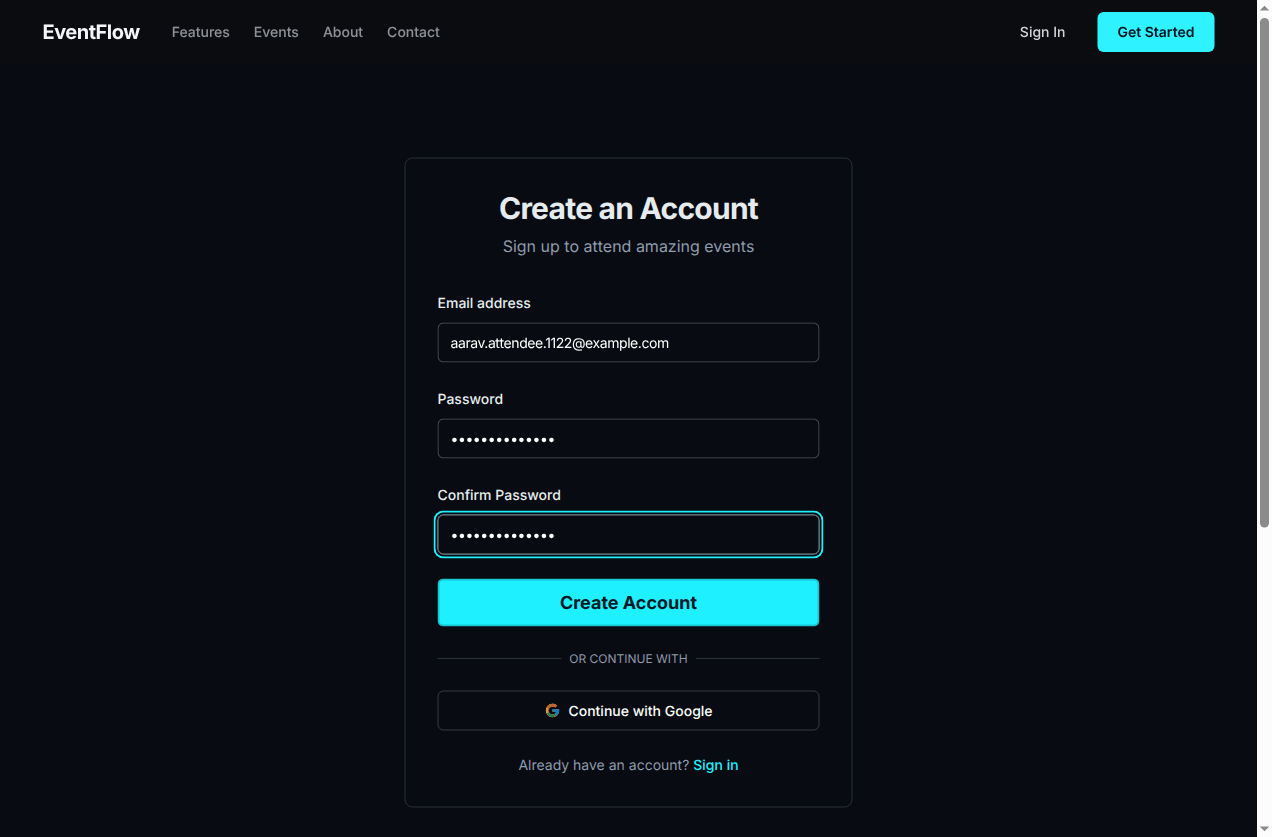 EventFlow Features Events About Contact Sign In Get Started
Create an Account
Sign up to attend amazing events
Email address
aarav.attendee.1122@example.com
Password
••••••••••••••
Confirm Password
••••••••••••••
Create Account
OR CONTINUE WITH
Continue with Google
Already have an account? Sign in